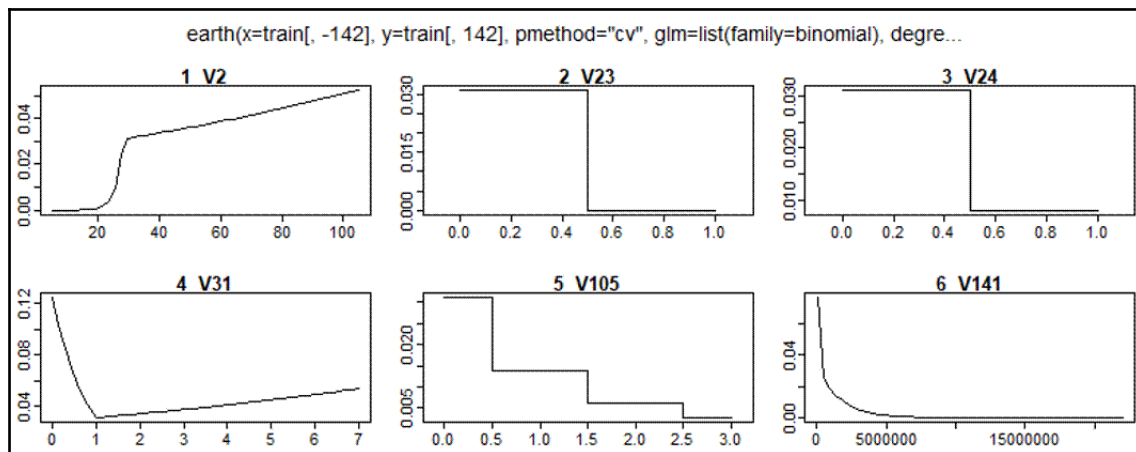 earth(x=train[, -142], y=train[, 142], pmethod="cv", glm=list(family=binomial), degre...
1 V2
2 V23
3 V24
0.00 0.02 0.04
0.000 0.015 0.030
0.010 0.020 0.030
20 40 60 80 100
0.0 0.2 0.4 0.6 0.8 1.0
0.0 0.2 0.4 0.6 0.8 1.0
4 V31
5 V105
6 V141
0.04 0.08 0.12
0.005 0.020
0.00 0.04
0 1 2 3 4 5 6 7
0.0 0.5 1.0 1.5 2.0 2.5 3.0
0 5000000 15000000